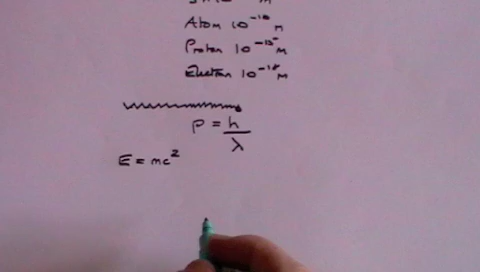 Atom 10⁻¹⁰ M
Proton 10⁻¹⁵ M
Electron 10⁻¹⁸ M
P = h
λ
E = mc²